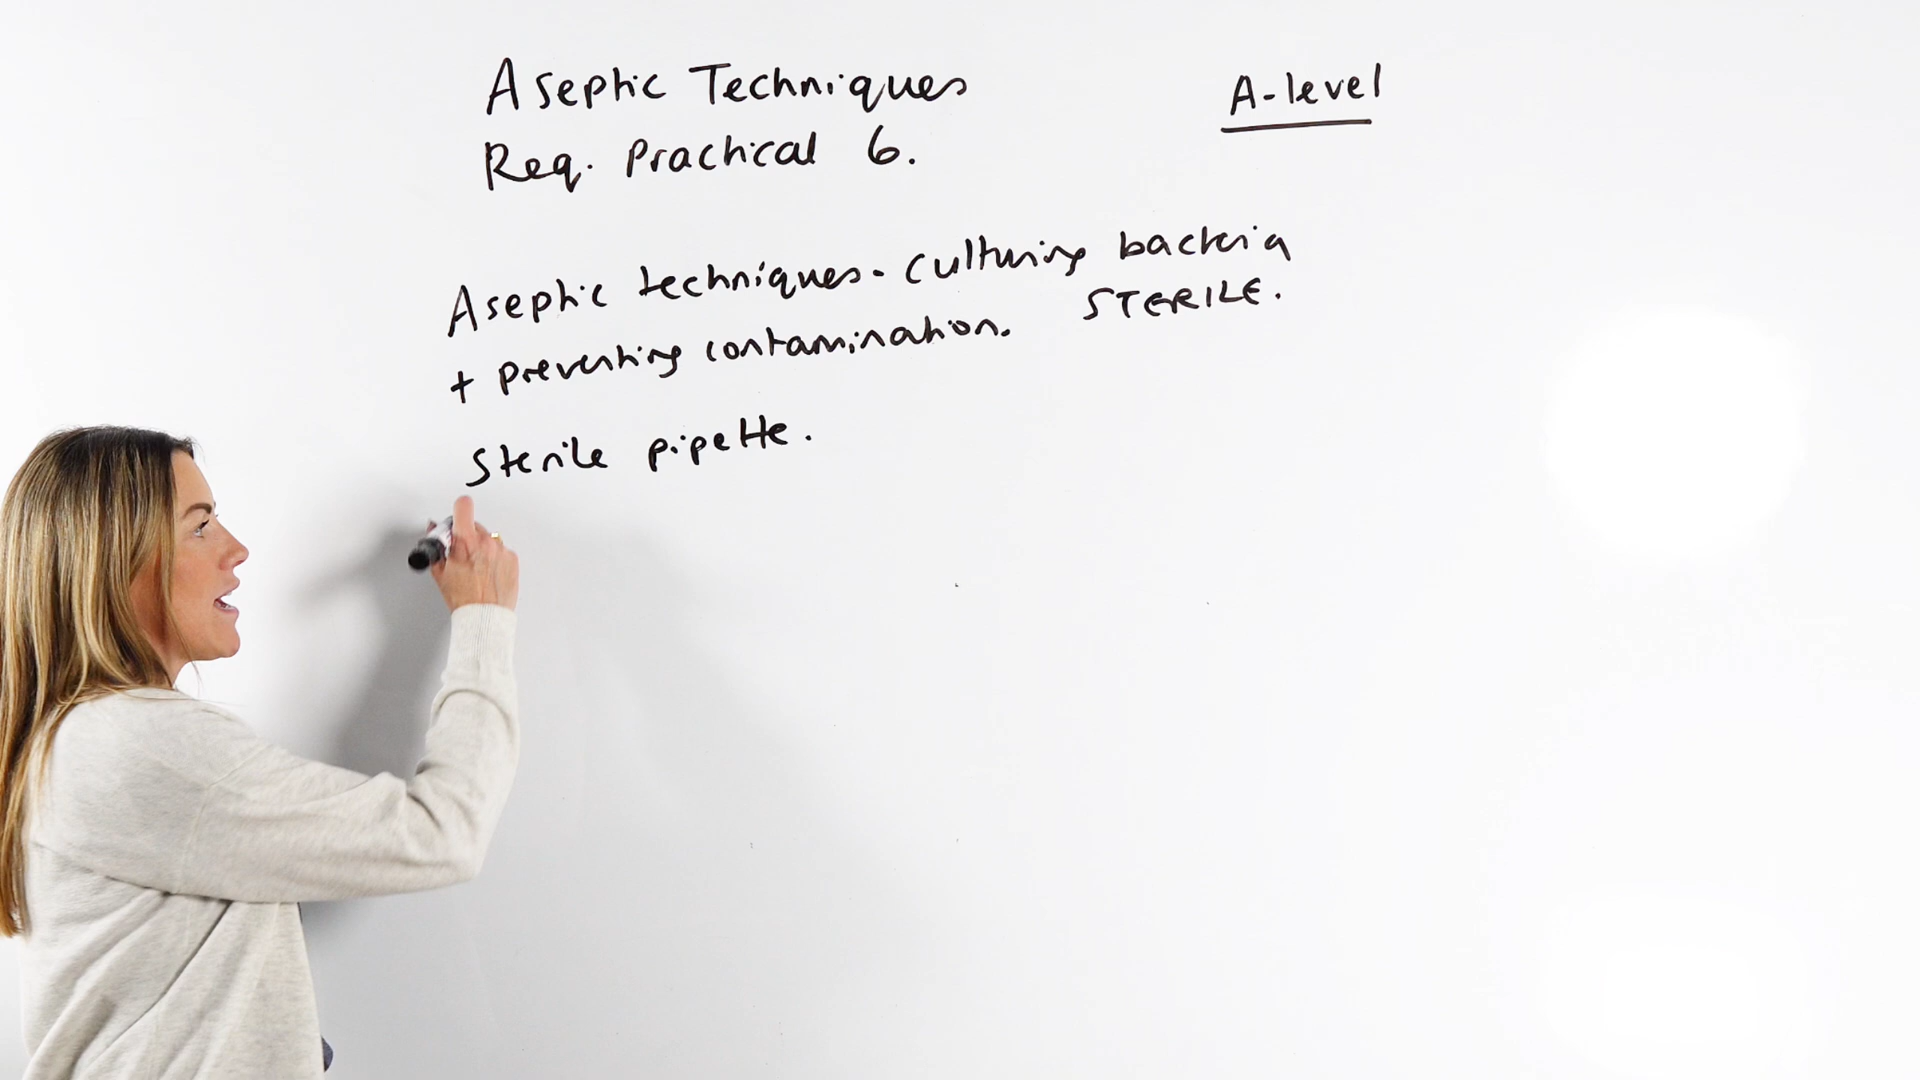 Aseptic Techniques
A-level
Req. Practical 6.
Aseptic techniques - culturing bacteria
+ preventing contamination. STERILE.
Sterile pipette.